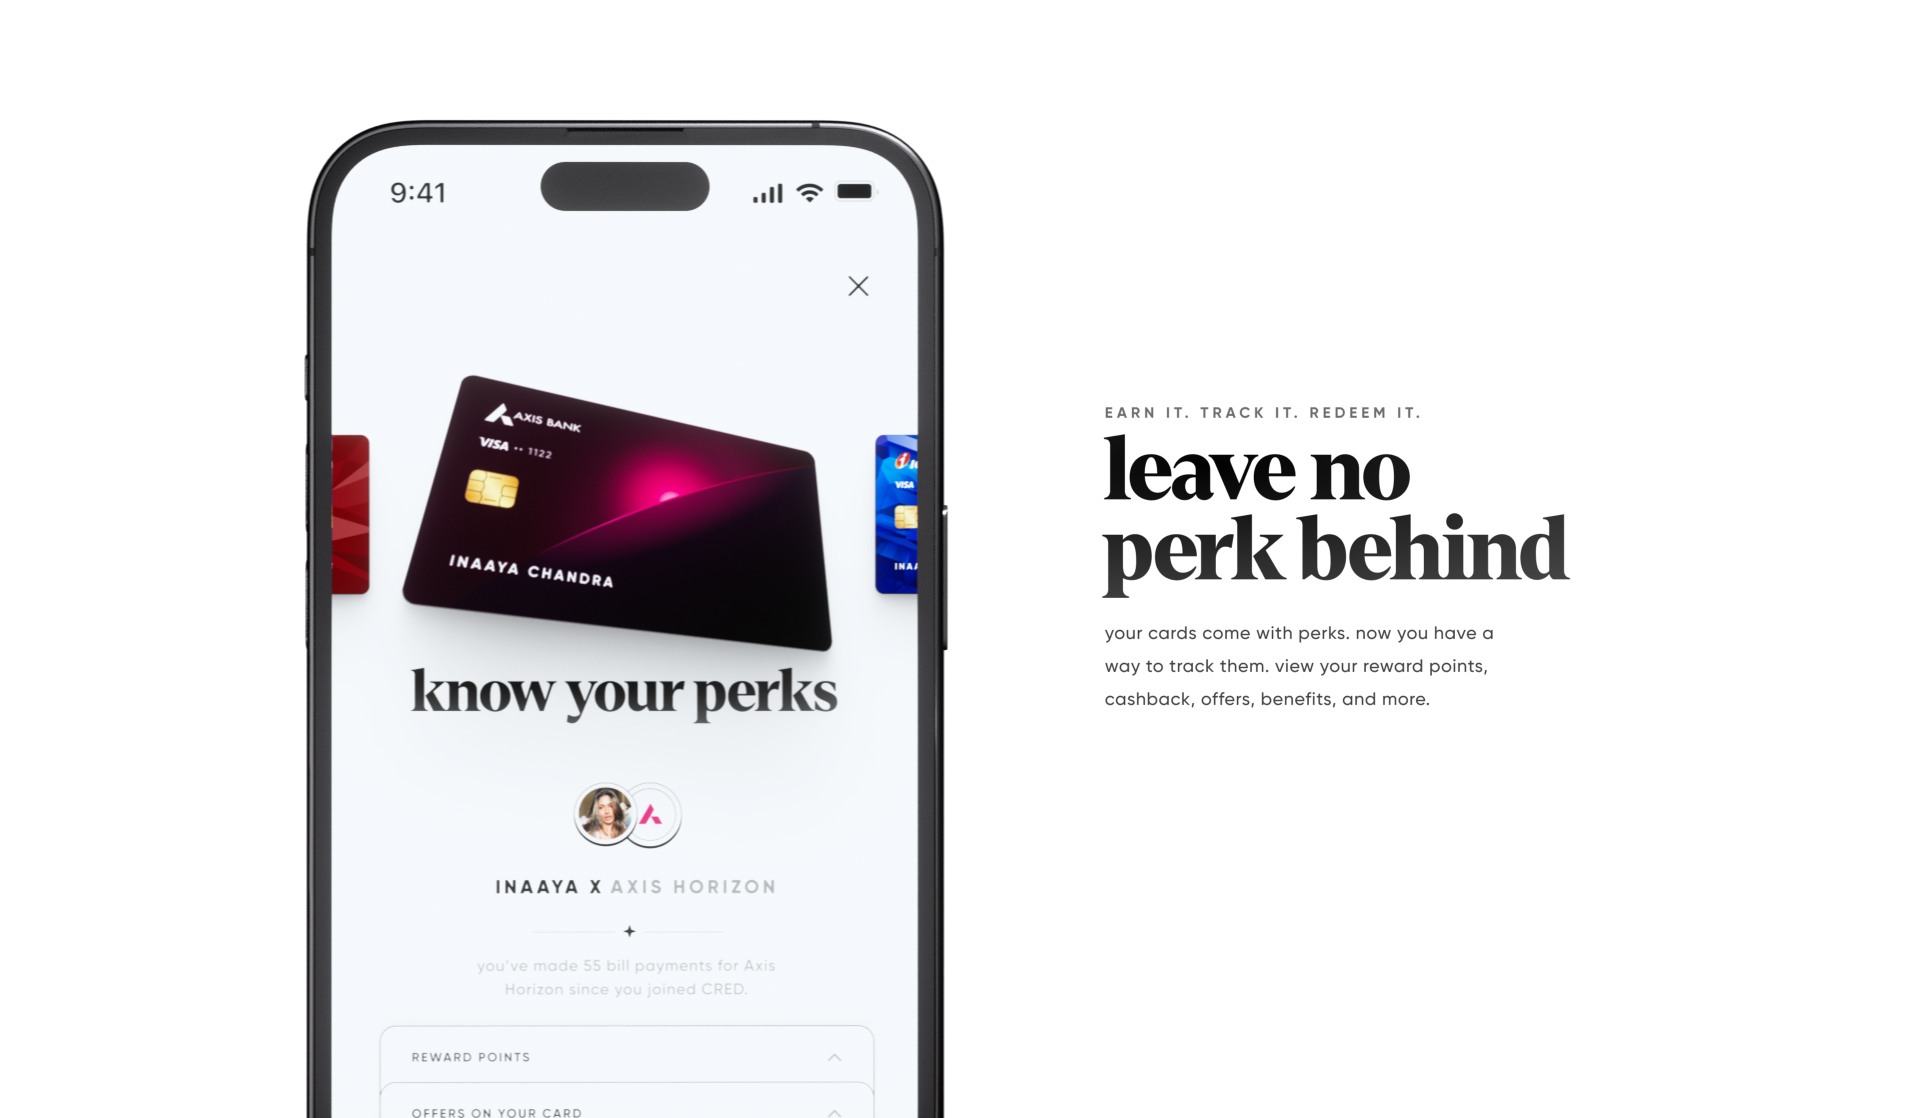 9:41
AXIS BANK
VISA •• 1122
INAAYA CHANDRA
VISA
know your perks
INAAYA X AXIS HORIZON
you've made 55 bill payments for Axis
Horizon since you joined CRED.
REWARD POINTS
OFFERS ON YOUR CARD
EARN IT. TRACK IT. REDEEM IT.
leave no
perk behind
your cards come with perks. now you have a
way to track them. view your reward points,
cashback, offers, benefits, and more.